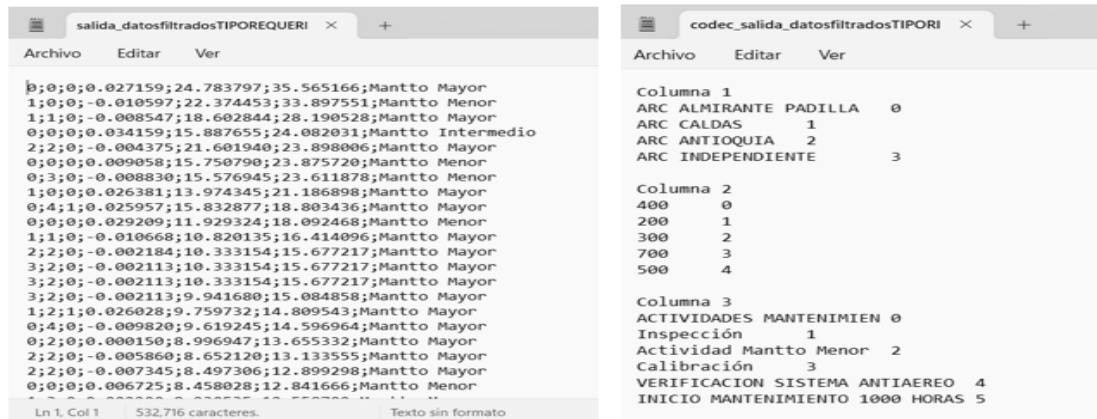 salida_datosfiltradosTIPOREQUERI × +
Archivo Editar Ver
0;0;0;0.027159;24.783797;35.565166;Mantto Mayor
1;0;0;-0.010597;22.374453;33.897551;Mantto Menor
1;1;0;-0.008547;18.602844;28.190528;Mantto Mayor
0;0;0;0.034159;15.887655;24.082031;Mantto Intermedio
2;2;0;-0.004375;21.601940;23.898006;Mantto Mayor
0;0;0;0.009058;15.750790;23.875720;Mantto Menor
0;3;0;-0.008830;15.576945;23.611878;Mantto Menor
1;0;0;0.026381;13.974345;21.186898;Mantto Mayor
0;4;1;0.025957;15.832877;18.803436;Mantto Mayor
0;0;0;0.029209;11.929324;18.092468;Mantto Menor
1;1;0;-0.010668;10.820135;16.414096;Mantto Mayor
2;2;0;-0.002184;10.333154;15.677217;Mantto Mayor
3;2;0;-0.002113;10.333154;15.677217;Mantto Mayor
3;2;0;-0.002113;10.333154;15.677217;Mantto Mayor
3;2;0;-0.002113;9.941680;15.084858;Mantto Mayor
1;2;1;0.026028;9.759732;14.809543;Mantto Mayor
0;4;0;-0.009820;9.619245;14.596964;Mantto Mayor
0;2;0;0.000150;8.996947;13.655332;Mantto Mayor
2;2;0;-0.005860;8.652120;13.133555;Mantto Mayor
2;2;0;-0.007345;8.497306;12.899298;Mantto Mayor
0;0;0;0.006725;8.458028;12.841666;Mantto Menor
Ln 1, Col 1 532,716 caracteres. Texto sin formato
codec_salida_datosfiltradosTIPORI × +
Archivo Editar Ver
Columna 1
ARC ALMIRANTE PADILLA 0
ARC CALDAS 1
ARC ANTIOQUIA 2
ARC INDEPENDIENTE 3
Columna 2
400 0
200 1
300 2
700 3
500 4
Columna 3
ACTIVIDADES MANTENIMIEN 0
Inspección 1
Actividad Mantto Menor 2
Calibración 3
VERIFICACION SISTEMA ANTIAEREO 4
INICIO MANTENIMIENTO 1000 HORAS 5